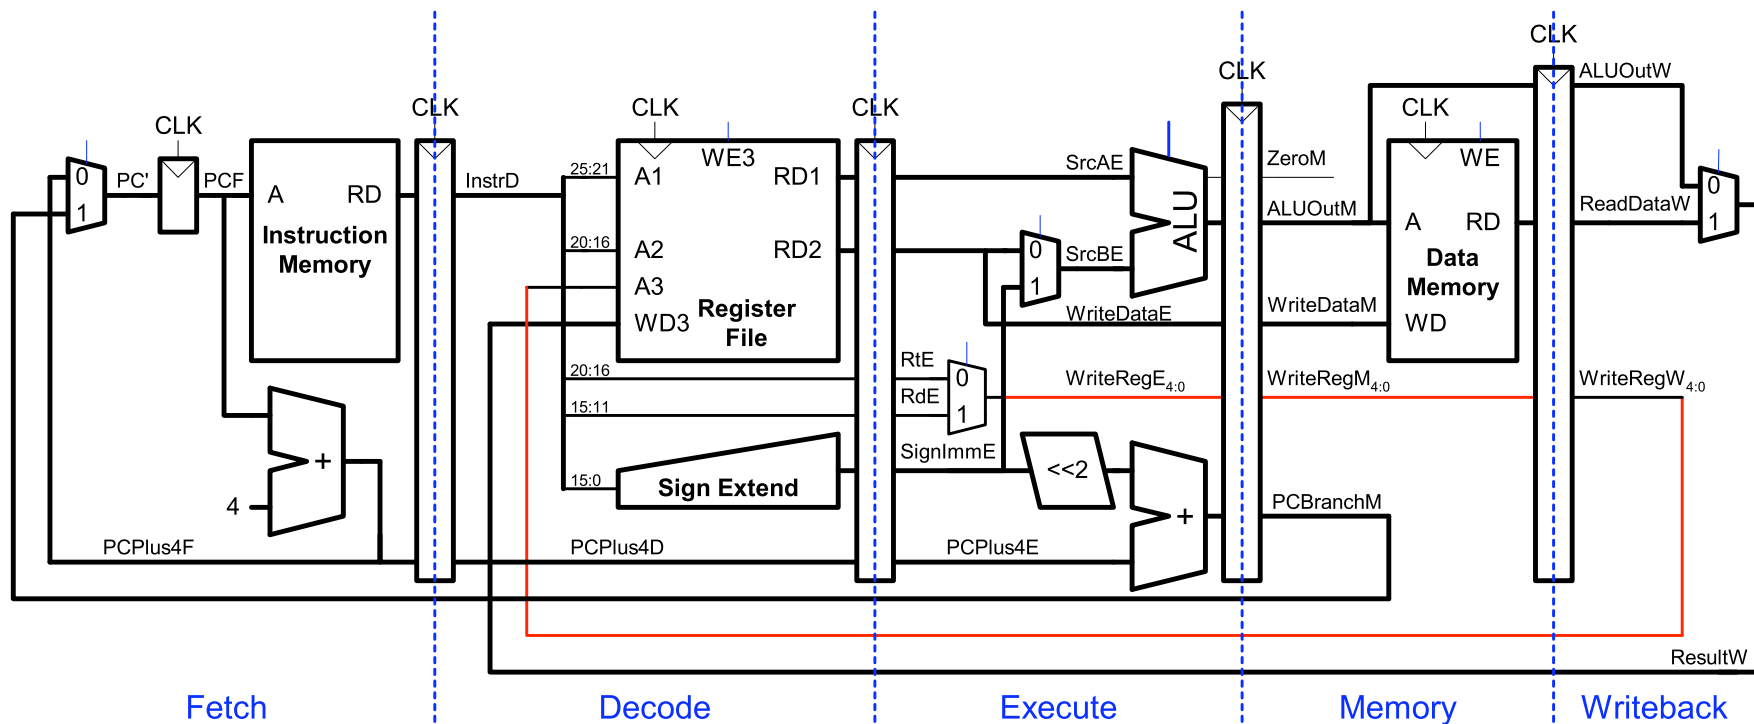 CLK
ALUOutW
CLK
CLK
CLK
CLK
CLK
CLK
CLK
0
1
PC'
PCF
A
RD
Instruction
Memory
InstrD
25:21
A1
WE3
RD1
20:16
A2
RD2
A3
WD3
Register
File
SrcAE
0
1
SrcBE
ALU
ZeroM
ALUOutM
WE
A
RD
Data
Memory
WD
ReadDataW
0
1
WriteDataE
WriteDataM
20:16
RtE
0
15:11
RdE
1
WriteRegE4:0
WriteRegM4:0
WriteRegW4:0
+
4
15:0
Sign Extend
SignImmE
<<2
+
PCBranchM
PCPlus4F
PCPlus4D
PCPlus4E
ResultW
Fetch
Decode
Execute
Memory
Writeback